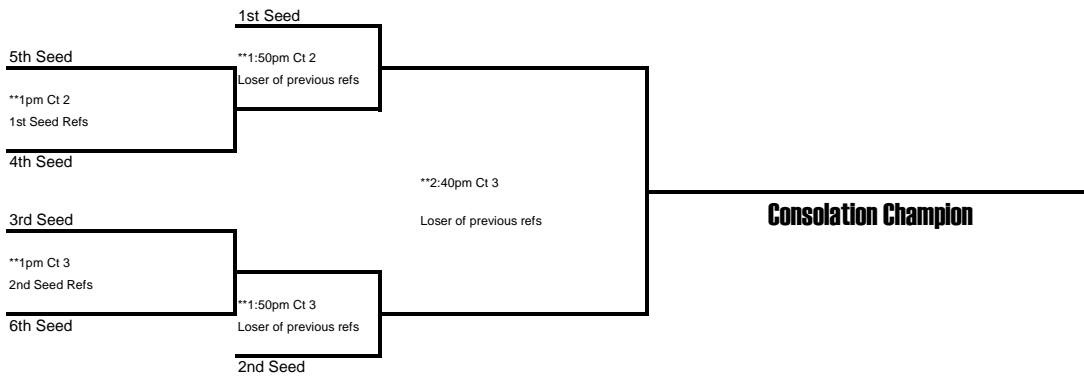 1st Seed
5th Seed
**1:50pm Ct 2
Loser of previous refs
**1pm Ct 2
1st Seed Refs
4th Seed
**2:40pm Ct 3
Loser of previous refs
Consolation Champion
3rd Seed
**1pm Ct 3
2nd Seed Refs
**1:50pm Ct 3
Loser of previous refs
6th Seed
2nd Seed